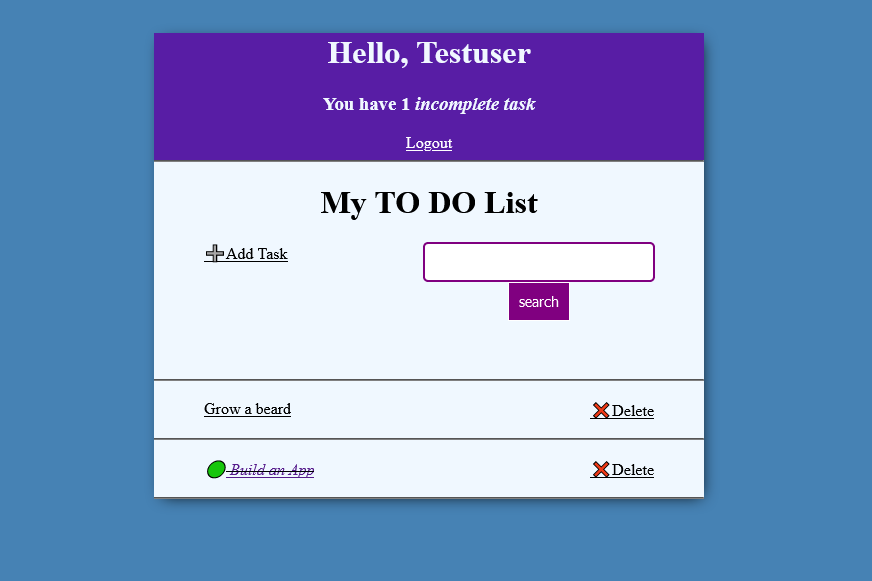 Hello, Testuser
You have 1 incomplete task
Logout
My TO DO List
Add Task
search
Grow a beard
Delete
Build an App
Delete